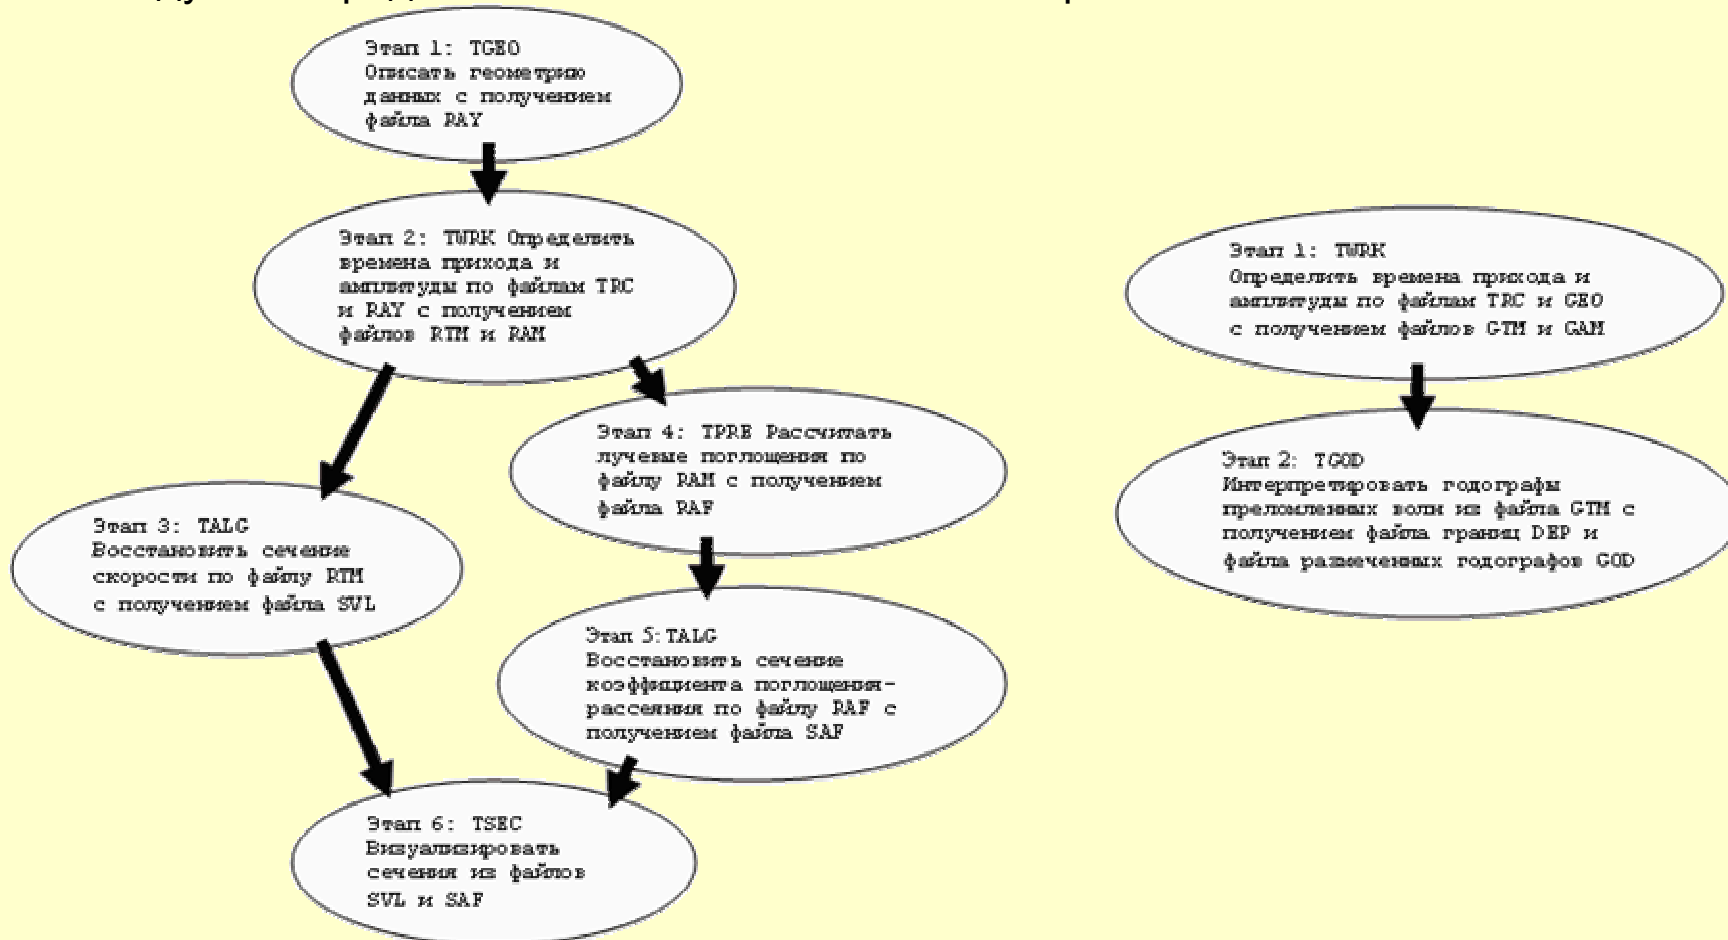 Этап 1: TGEO
Описать геометрию
данных с получением
файла RAY
Этап 2: TWRK Определить
времена прихода и
амплитуды по файлам TRC
и RAY с получением
файлов RTM и RAM
Этап 3: TALG
Восстановить сечение
скорости по файлу RTM
с получением файла SVL
Этап 4: TPRE Рассчитать
лучевые поглощения по
файлу RAM с получением
файла RAF
Этап 5: TALG
Восстановить сечение
коэффициента поглощения-
рассеяния по файлу RAF с
получением файла SAF
Этап 6: TSEC
Визуализировать
сечения из файлов
SVL и SAF
Этап 1: TWRK
Определить времена прихода и
амплитуды по файлам TRC и GEO
с получением файлов GTM и GAM
Этап 2: TGOD
Интерпретировать годографы
преломленных волн из файла GTM с
получением файла границ DEP и
файла размеченных годографов GOD